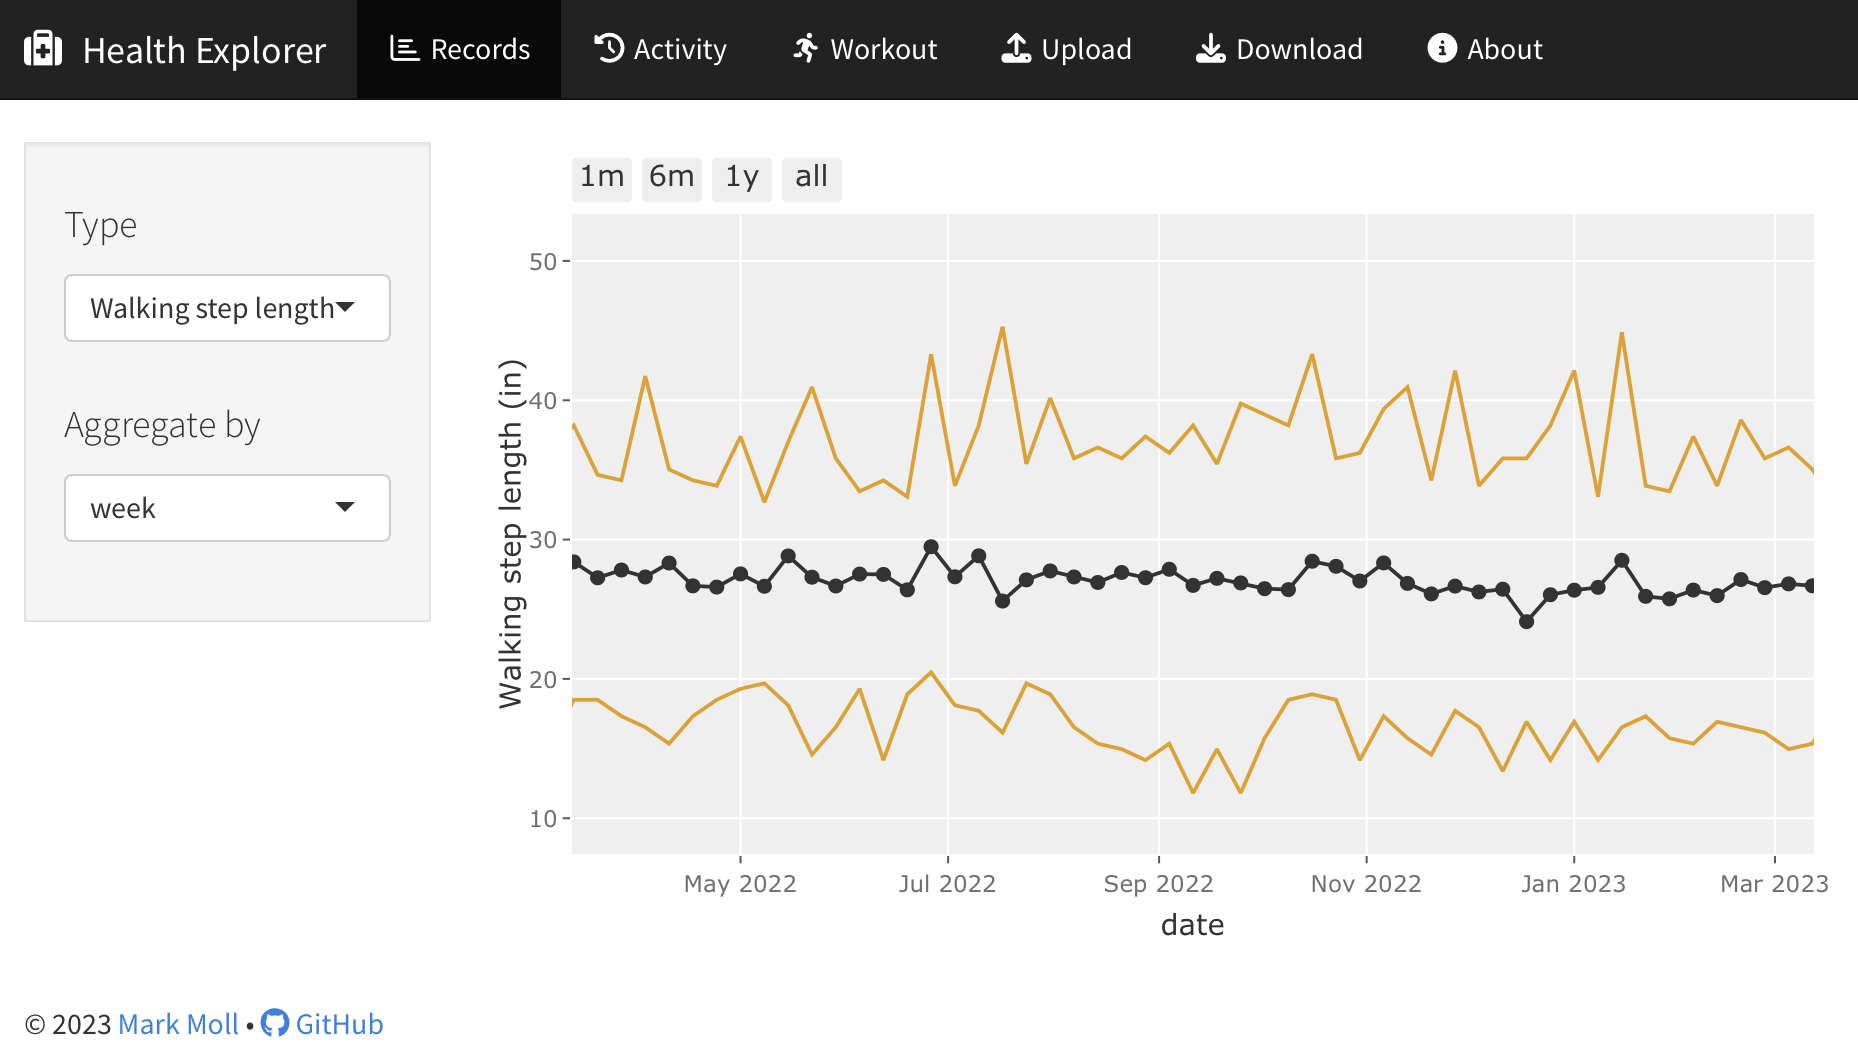 Health Explorer Records Activity Workout Upload Download About
Type
Walking step length
Aggregate by
week
1m 6m 1y all
Walking step length (in)
50
40
30
20
10
May 2022 Jul 2022 Sep 2022 Nov 2022 Jan 2023 Mar 2023
date
© 2023 Mark Moll • GitHub